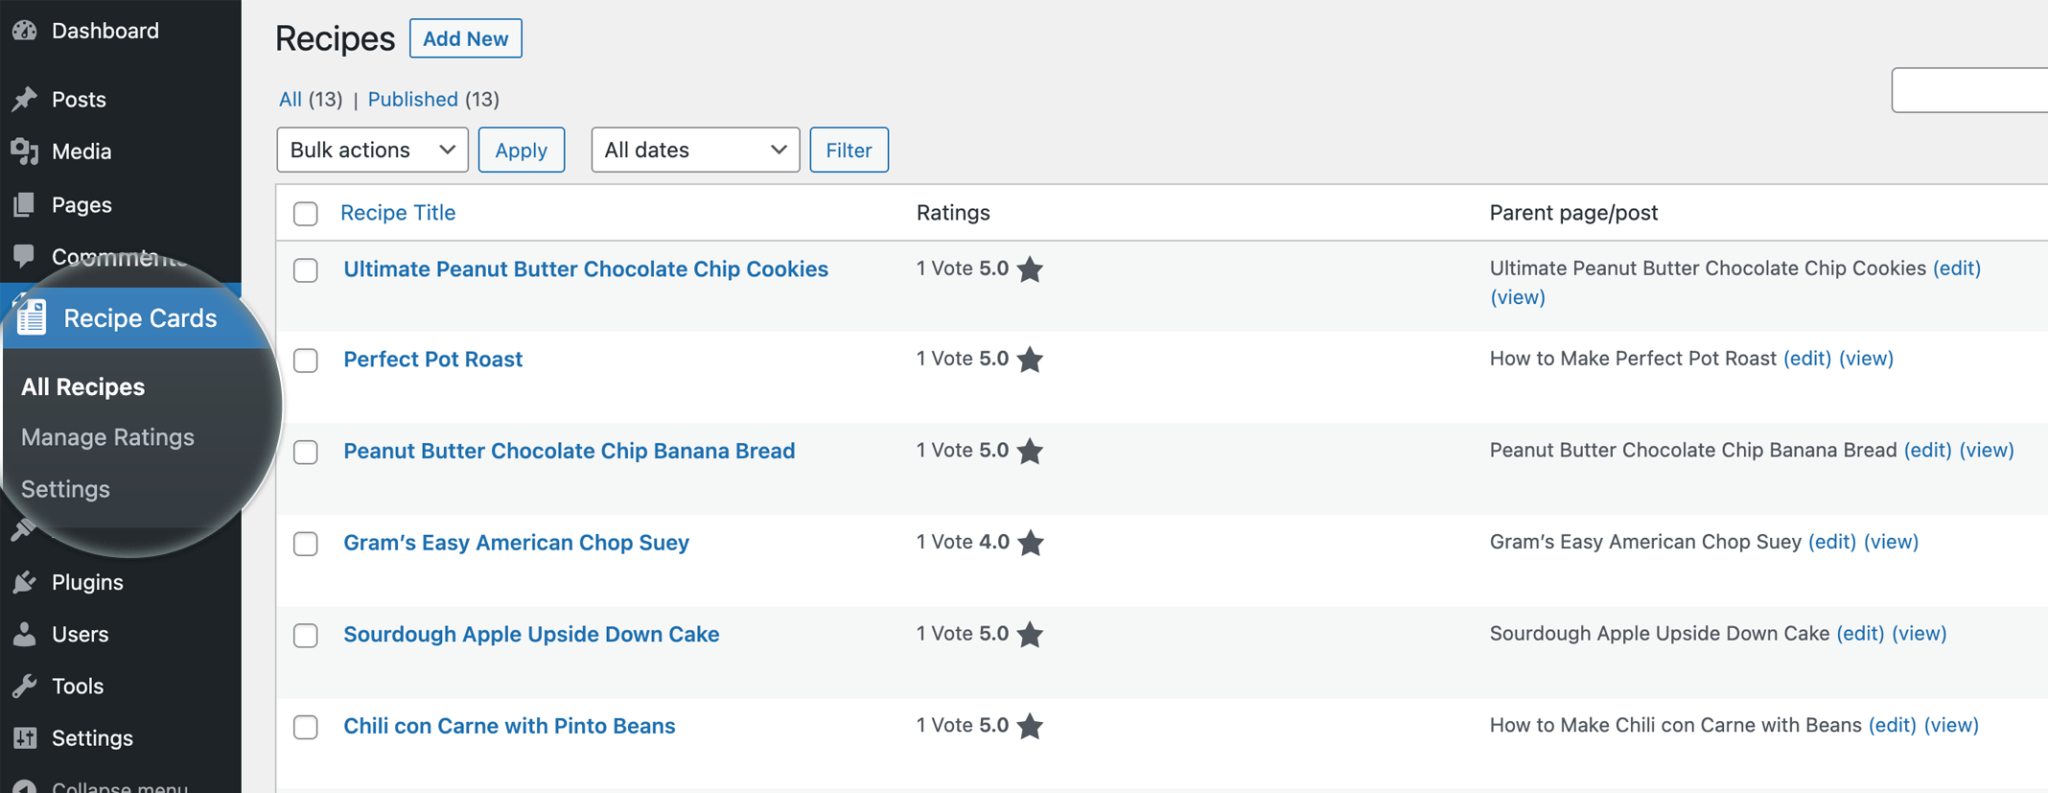 Dashboard
Posts
Media
Pages
Comments
Recipe Cards
All Recipes
Manage Ratings
Settings
Plugins
Users
Tools
Settings
Collapse menu
Recipes Add New
All (13) | Published (13)
Bulk actions Apply All dates Filter
Recipe Title Ratings Parent page/post
Ultimate Peanut Butter Chocolate Chip Cookies 1 Vote 5.0 Ultimate Peanut Butter Chocolate Chip Cookies (edit)
(view)
Perfect Pot Roast 1 Vote 5.0 How to Make Perfect Pot Roast (edit) (view)
Peanut Butter Chocolate Chip Banana Bread 1 Vote 5.0 Peanut Butter Chocolate Chip Banana Bread (edit) (view)
Gram’s Easy American Chop Suey 1 Vote 4.0 Gram’s Easy American Chop Suey (edit) (view)
Sourdough Apple Upside Down Cake 1 Vote 5.0 Sourdough Apple Upside Down Cake (edit) (view)
Chili con Carne with Pinto Beans 1 Vote 5.0 How to Make Chili con Carne with Beans (edit) (view)